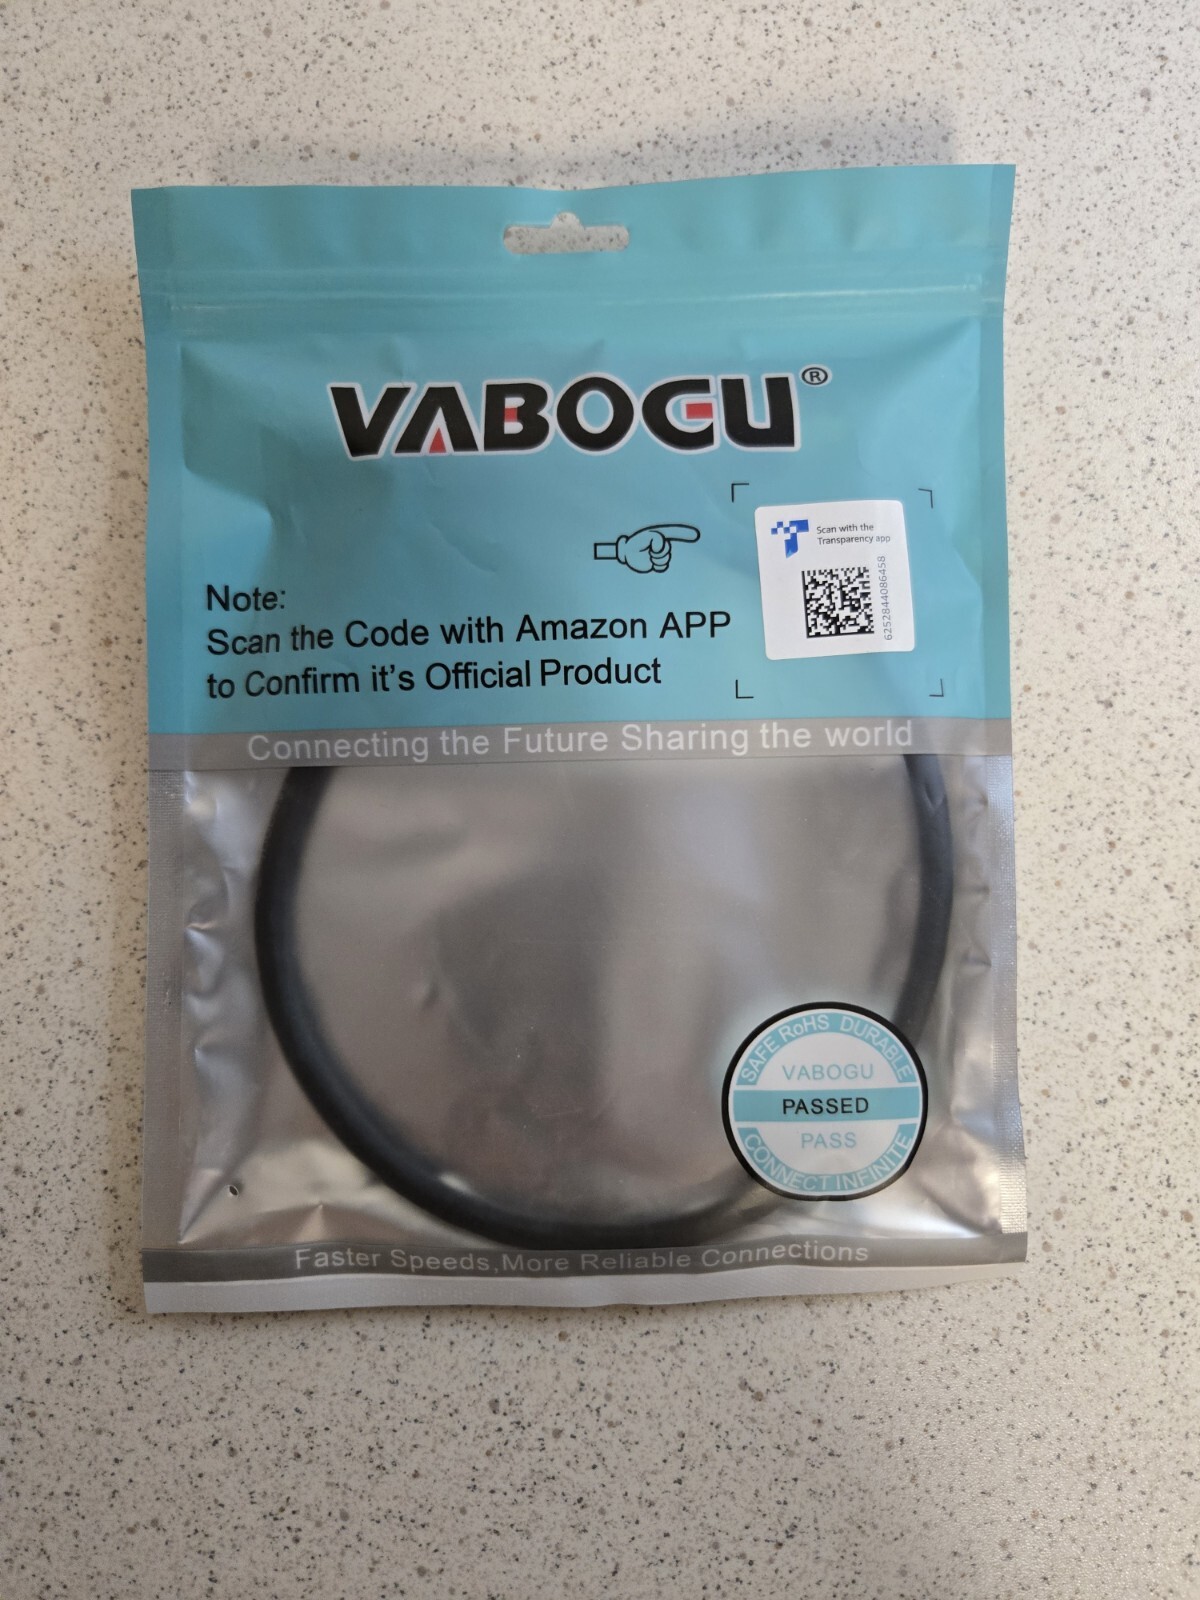 VABOGU®
Scan with the
Transparency app
6252844086458
Note:
Scan the Code with Amazon APP
to Confirm it's Official Product
Connecting the Future Sharing the world
SAFE RoHS DURABLE
VABOGU
PASSED
PASS
CONNECT INFINITE
Faster Speeds,More Reliable Connections